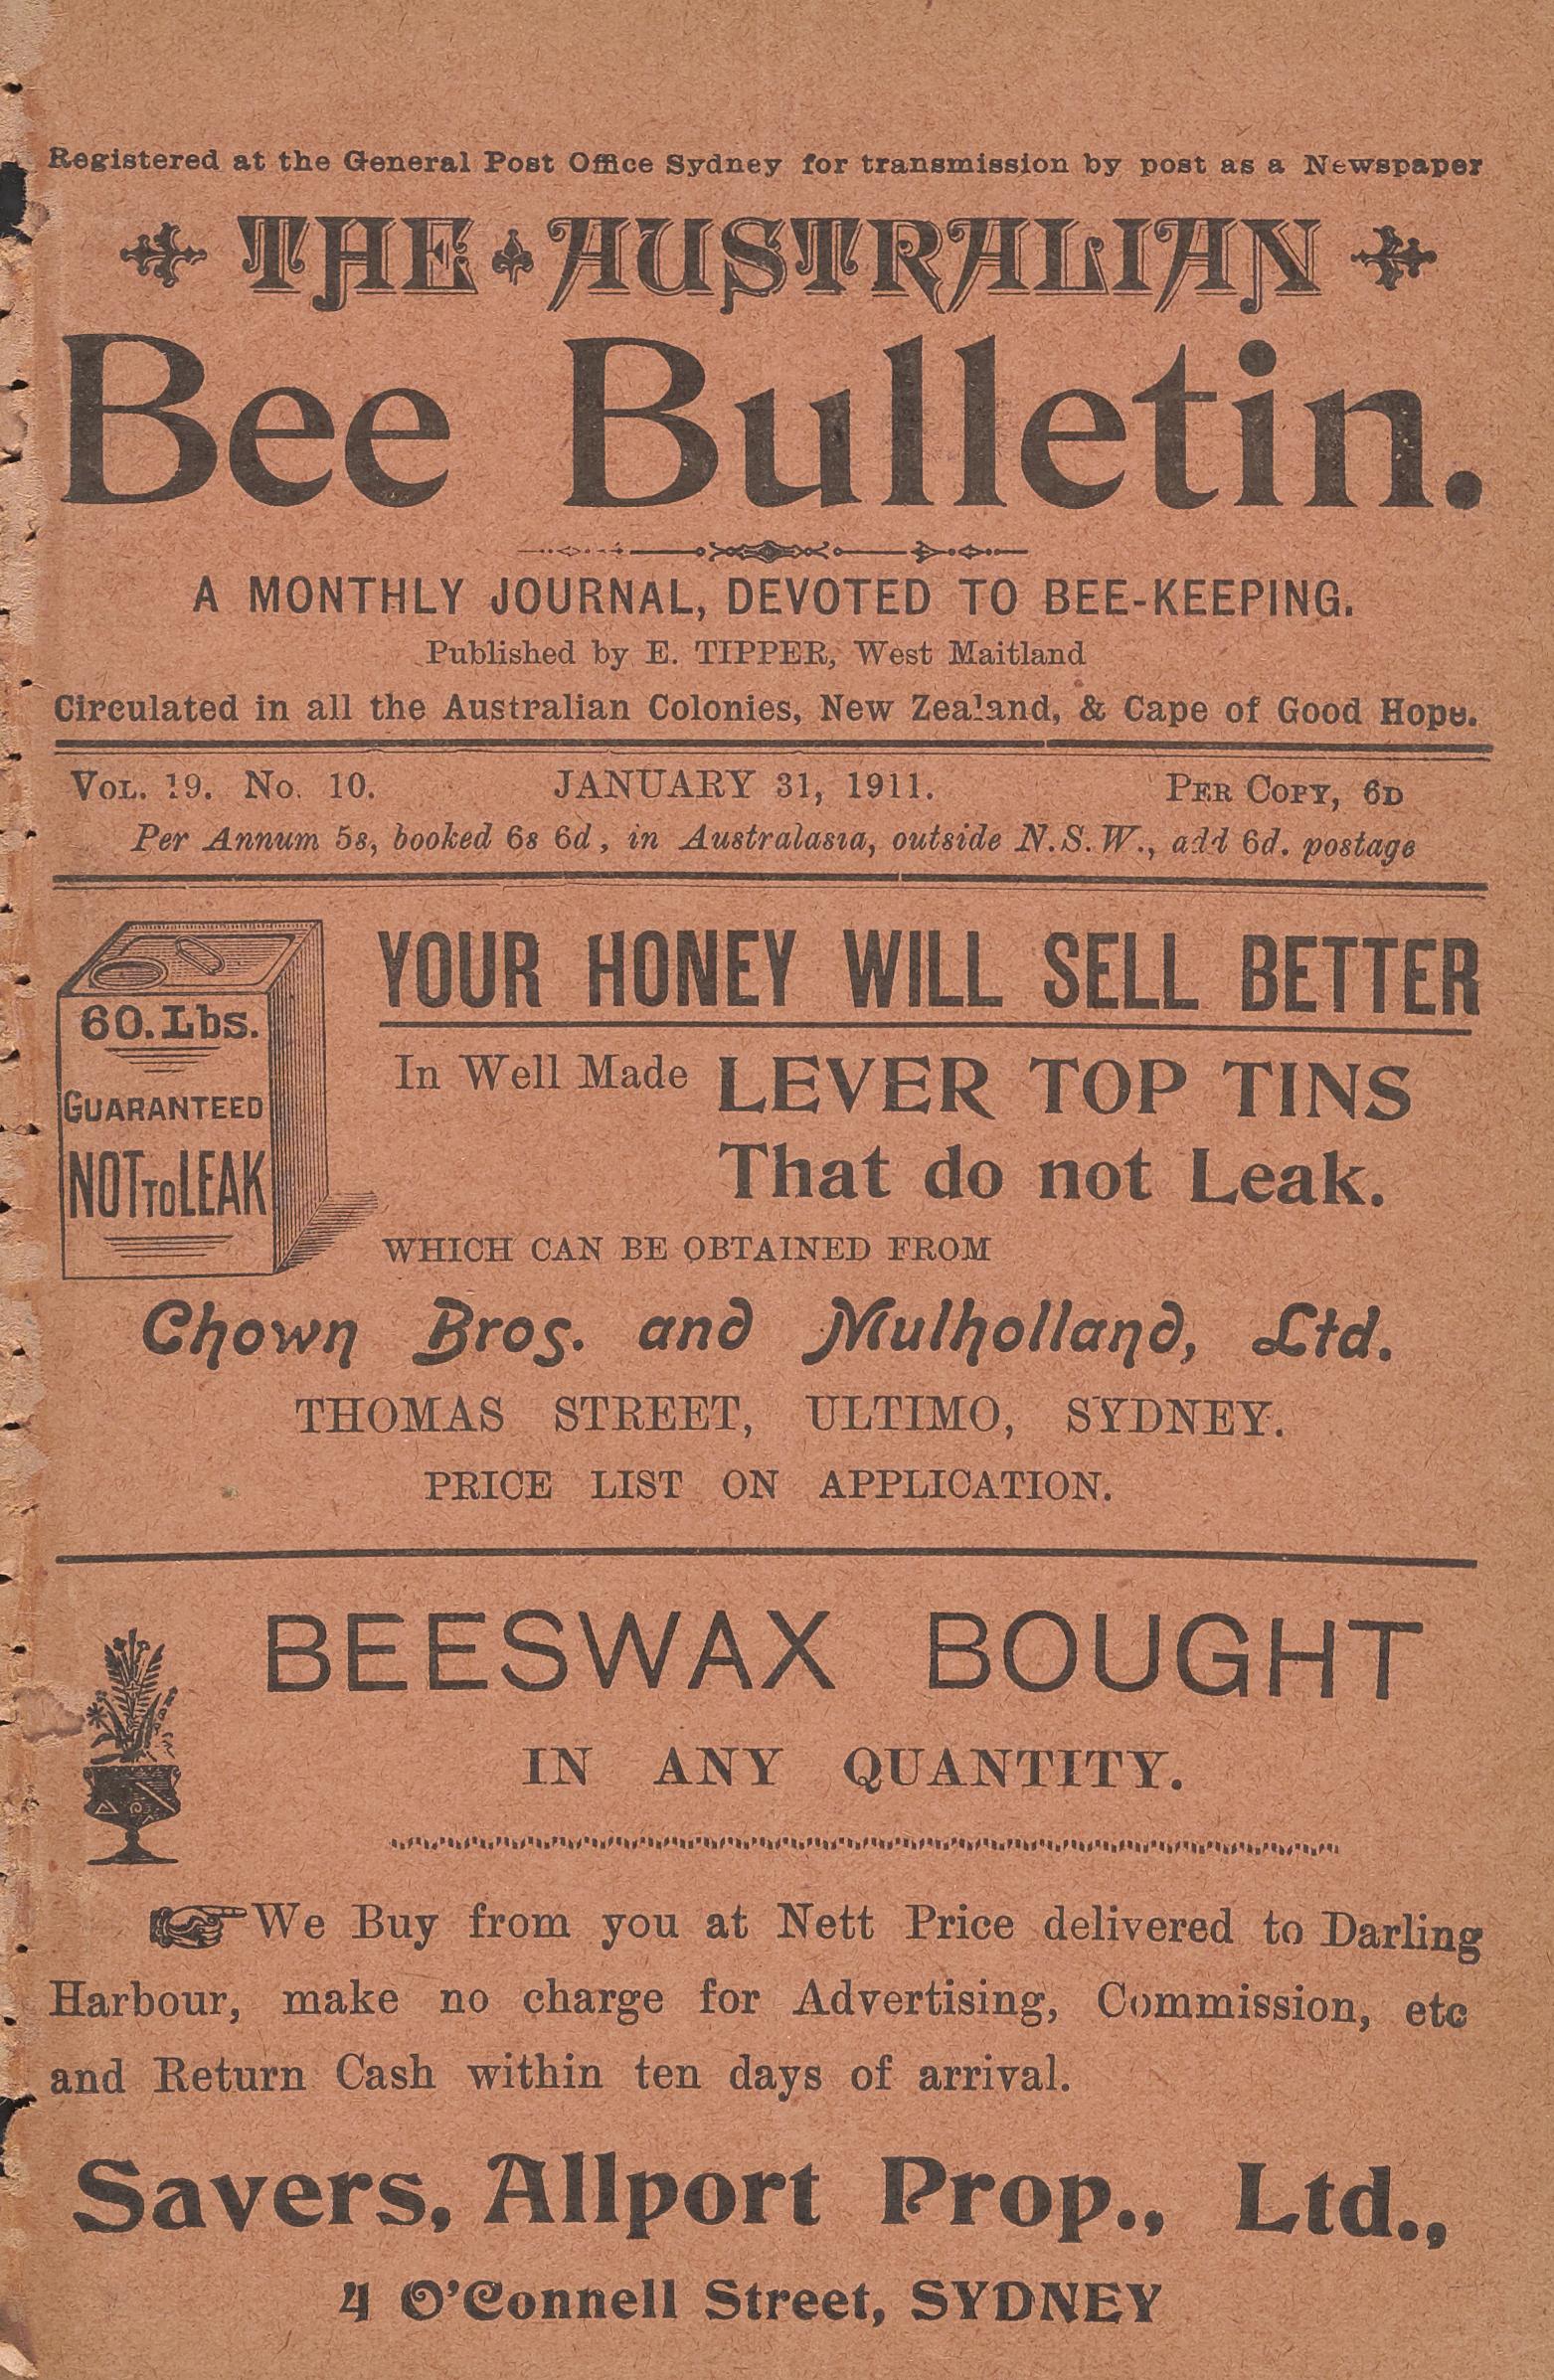 Registered at the General Post Office Sydney for transmission by post as a Newspaper
THE AUSTRALIAN
Bee Bulletin.
A MONTHLY JOURNAL, DEVOTED TO BEE-KEEPING.
Published by E. TIPPER, West Maitland
Circulated in all the Australian Colonies, New Zealand, & Cape of Good Hope.
VOL. 19. No. 10. JANUARY 31, 1911. PER COPY, 6D
Per Annum 5s, booked 6s 6d, in Australasia, outside N.S.W., add 6d. postage
60. Lbs.
GUARANTEED
NOT TO LEAK
YOUR HONEY WILL SELL BETTER
In Well Made LEVER TOP TINS
That do not Leak.
WHICH CAN BE OBTAINED FROM
Chown Bros. and Mulholland, Ltd.
THOMAS STREET, ULTIMO, SYDNEY.
PRICE LIST ON APPLICATION.
BEESWAX BOUGHT
IN ANY QUANTITY.
We Buy from you at Nett Price delivered to Darling
Harbour, make no charge for Advertising, Commission, etc
and Return Cash within ten days of arrival.
Savers, Allport Prop., Ltd.,
4 O'Connell Street, SYDNEY